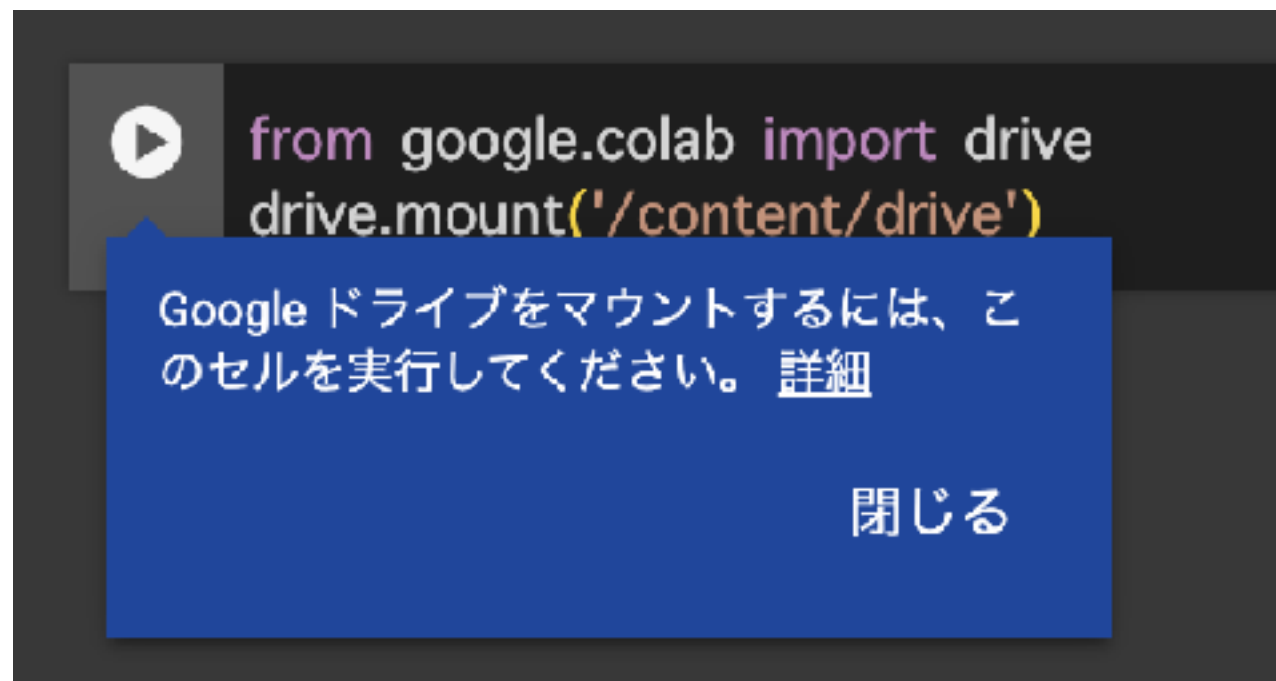 from google.colab import drive
drive.mount('/content/drive')
Google ドライブをマウントするには、こ
のセルを実行してください。 詳細
閉じる